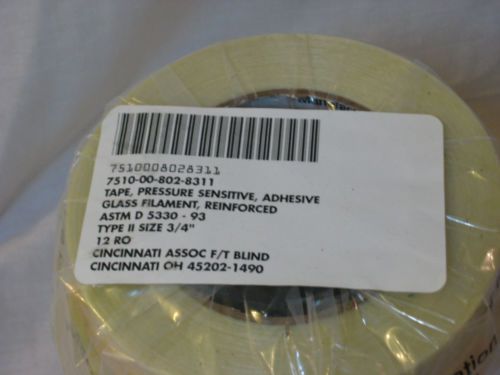 7510008028311
7510-00-802-8311
TAPE, PRESSURE SENSITIVE, ADHESIVE
GLASS FILAMENT, REINFORCED
ASTM D 5330 - 93
TYPE II SIZE 3/4"
12 RO
CINCINNATI ASSOC F/T BLIND
CINCINNATI OH 45202-1490